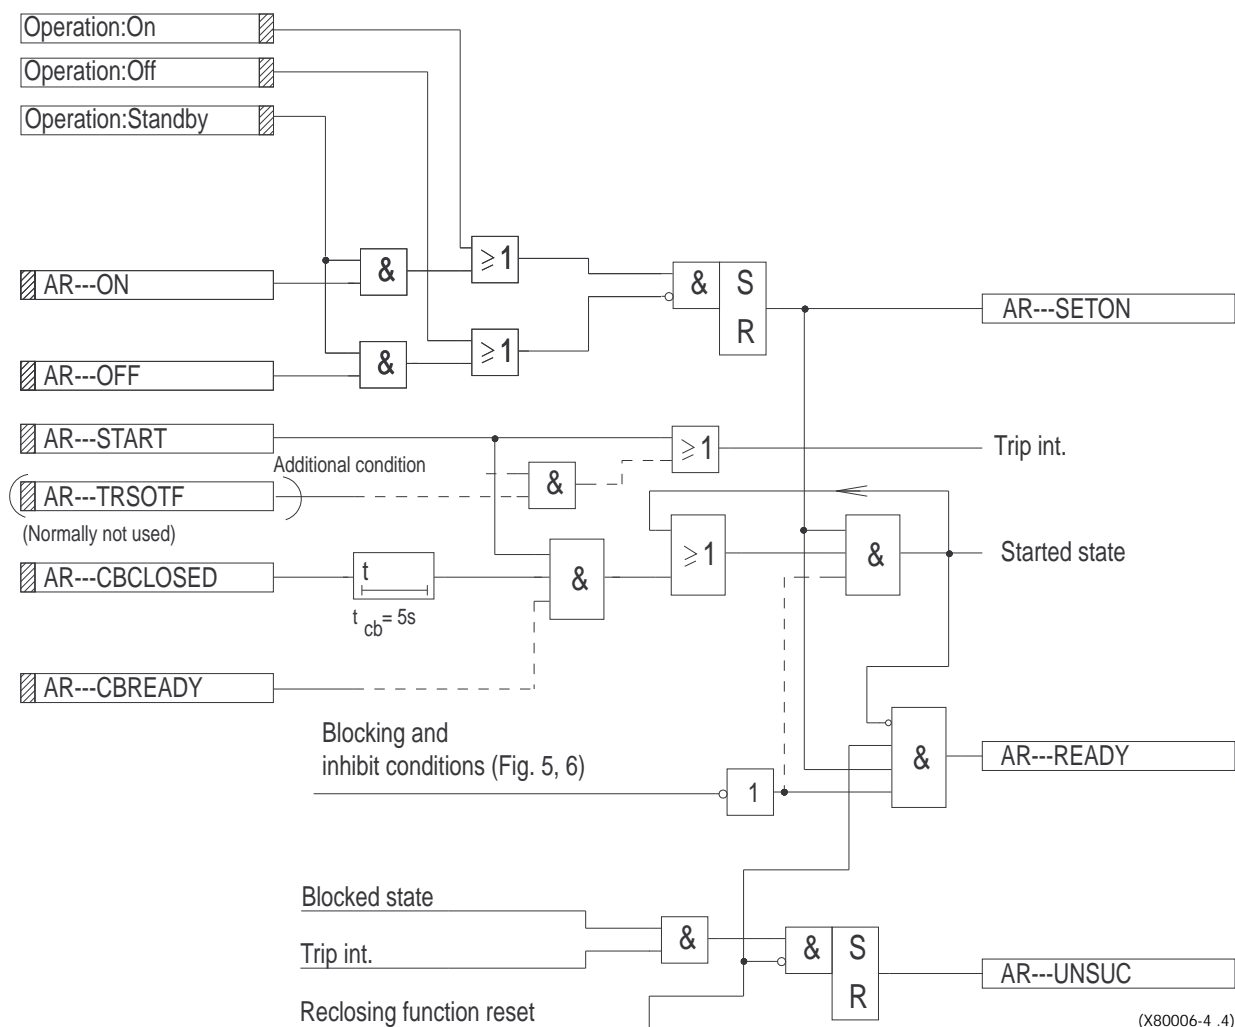 Operation:On
Operation:Off
Operation:Standby
AR---ON
&
≥1
&
S
R
AR---SETON
&
≥1
AR---OFF
AR---START
≥1
Trip int.
Additional condition
&
AR---TRSOTF
(Normally not used)
≥1
&
Started state
AR---CBCLOSED
t
&
t cb= 5s
AR---CBREADY
Blocking and
inhibit conditions (Fig. 5, 6)
1
&
AR---READY
Blocked state
&
&
S
R
Trip int.
AR---UNSUC
Reclosing function reset
(X80006-4 .4)